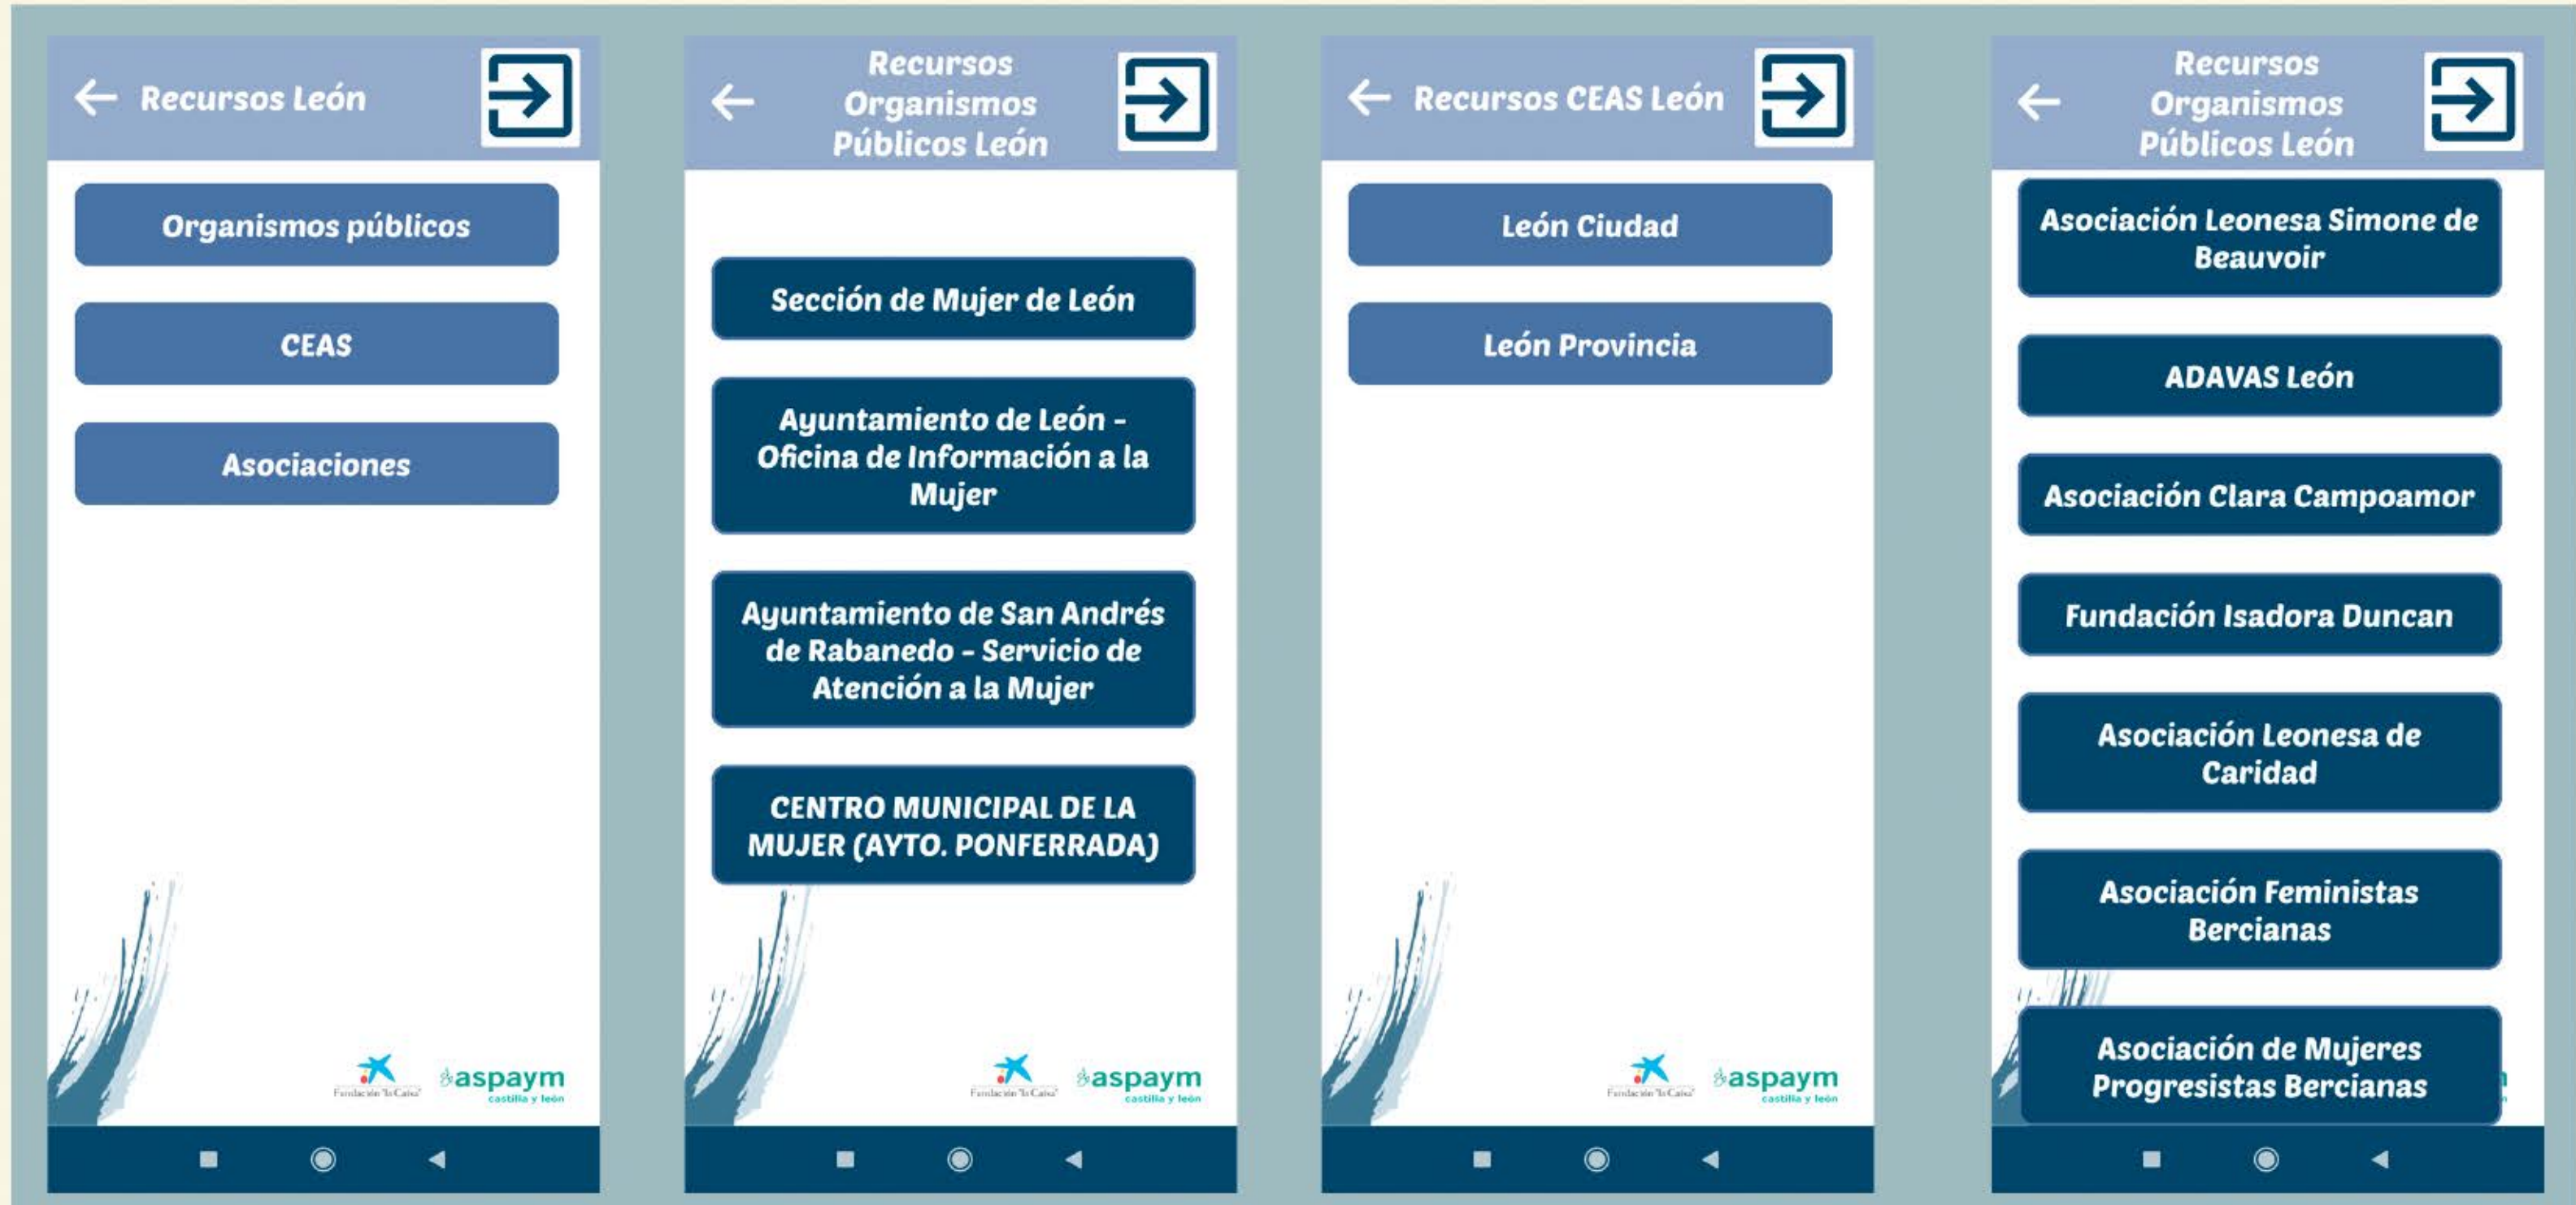 Recursos León
Organismos públicos
CEAS
Asociaciones
Fundación "la Caixa"
aspaym
castilla y león
Recursos
Organismos
Públicos León
Sección de Mujer de León
Ayuntamiento de León -
Oficina de Información a la
Mujer
Ayuntamiento de San Andrés
de Rabanedo - Servicio de
Atención a la Mujer
CENTRO MUNICIPAL DE LA
MUJER (AYTO. PONFERRADA)
Fundación "la Caixa"
aspaym
castilla y león
Recursos CEAS León
León Ciudad
León Provincia
Fundación "la Caixa"
aspaym
castilla y león
Recursos
Organismos
Públicos León
Asociación Leonesa Simone de
Beauvoir
ADAVAS León
Asociación Clara Campoamor
Fundación Isadora Duncan
Asociación Leonesa de
Caridad
Asociación Feministas
Bercianas
Asociación de Mujeres
Progresistas Bercianas